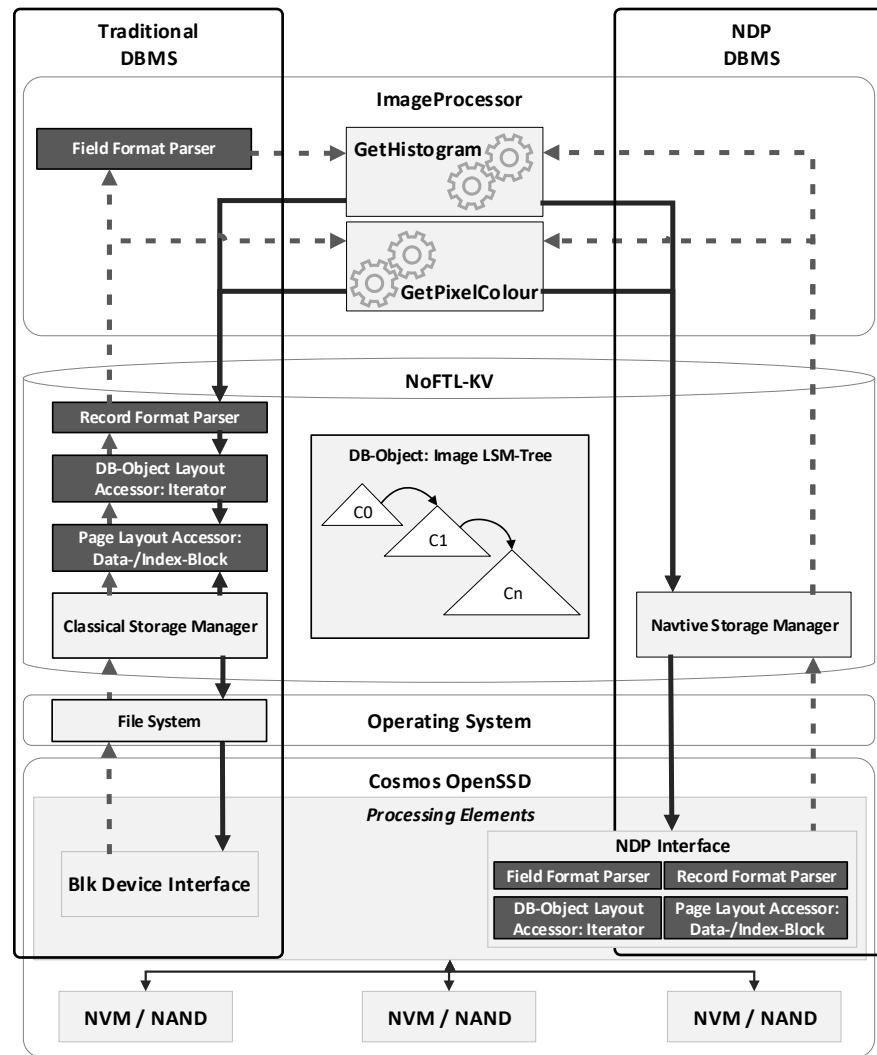 Traditional
DBMS
NDP
DBMS
ImageProcessor
Field Format Parser
GetHistogram
GetPixelColour
NoFTL-KV
Record Format Parser
DB-Object Layout
Accessor: Iterator
Page Layout Accessor:
Data-/Index-Block
Classical Storage Manager
DB-Object: Image LSM-Tree
C0
C1
Cn
Navtive Storage Manager
File System
Operating System
Cosmos OpenSSD
Processing Elements
Blk Device Interface
NDP Interface
Field Format Parser
Record Format Parser
DB-Object Layout
Accessor: Iterator
Page Layout Accessor:
Data-/Index-Block
NVM / NAND
NVM / NAND
NVM / NAND